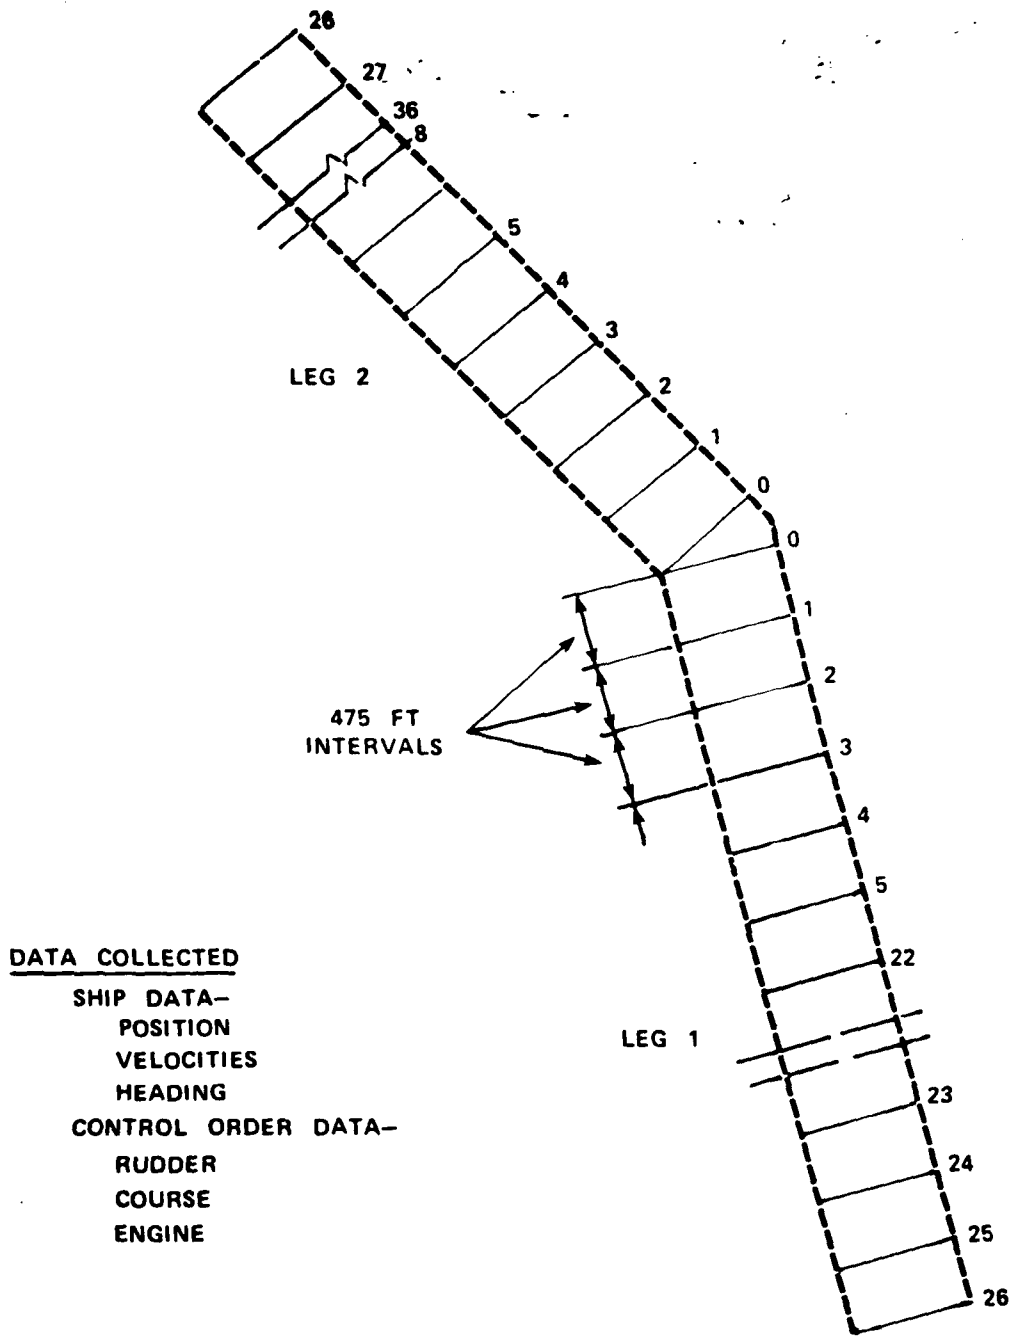 26
27
36
8
5
4
3
LEG 2
2
1
0
0
1
2
475 FT
INTERVALS
3
4
5
DATA COLLECTED
22
SHIP DATA–
POSITION
LEG 1
VELOCITIES
HEADING
23
CONTROL ORDER DATA–
RUDDER
24
COURSE
ENGINE
25
26